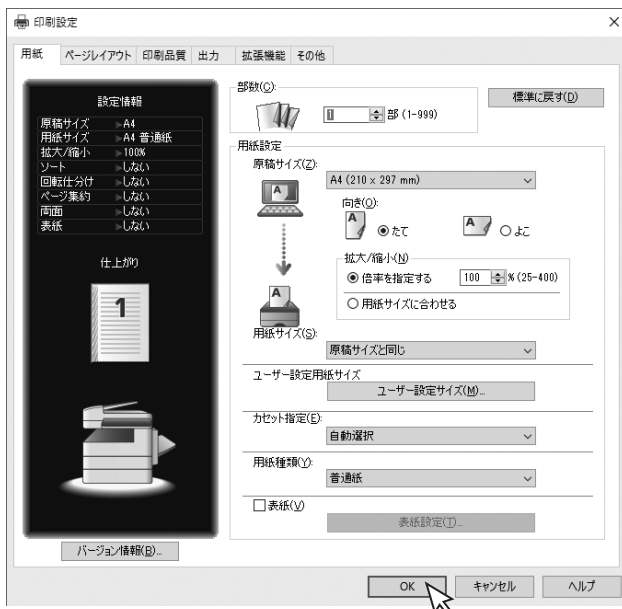 印刷設定
用紙 ページレイアウト 印刷品質 出力 拡張機能 その他
設定情報
原稿サイズ A4
用紙サイズ A4 普通紙
拡大/縮小 100%
ソート しない
回転仕分け しない
ページ集約 しない
両面 しない
表紙 しない
仕上がり
1
バージョン情報(B)...
部数(C):
1 部 (1-999)
標準に戻す(D)
用紙設定
原稿サイズ(Z):
A4 (210 x 297 mm)
向き(O):
A たて A よこ
拡大/縮小(N)
倍率を指定する 100 % (25-400)
用紙サイズに合わせる
A
A
用紙サイズ(S):
原稿サイズと同じ
ユーザー設定用紙サイズ
ユーザー設定サイズ(M)...
カセット指定(E):
自動選択
用紙種類(Y):
普通紙
表紙(V)
表紙設定(T)...
OK キャンセル ヘルプ